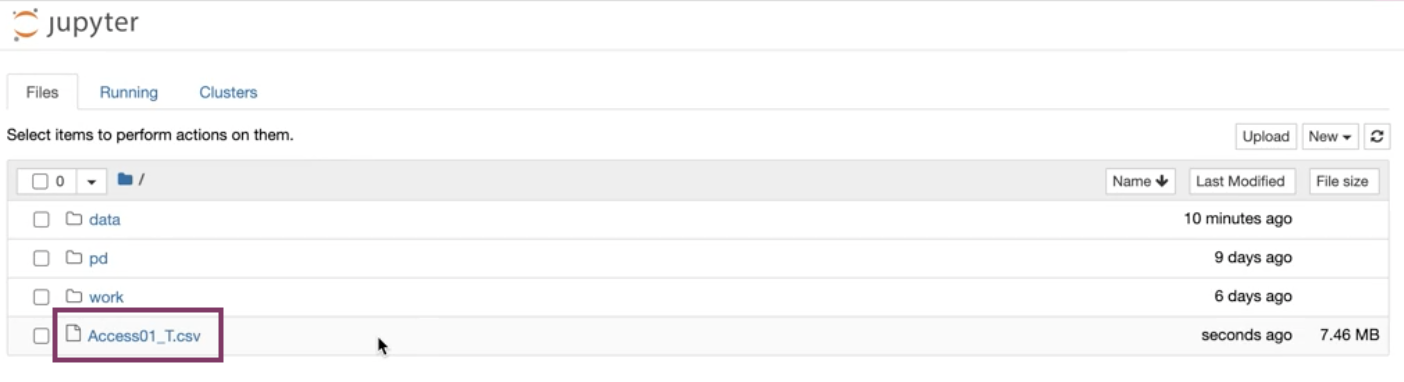 jupyter
Files Running Clusters
Select items to perform actions on them.
Upload New
0 / Name Last Modified File size
data 10 minutes ago
pd 9 days ago
work 6 days ago
Access01_T.csv seconds ago 7.46 MB